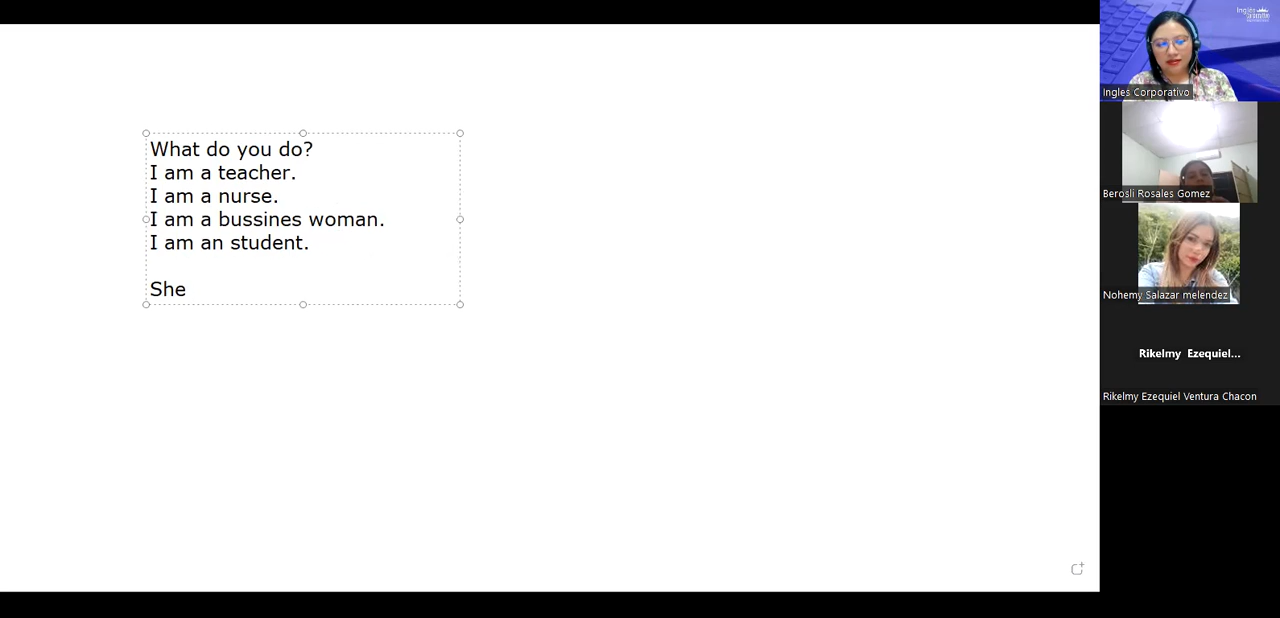 What do you do?
I am a teacher.
I am a nurse.
I am a bussines woman.
I am an student.
She
Ingles Corporativo
Berosli Rosales Gomez
Nohemy Salazar melendez
Rikelmy Ezequiel...
Rikelmy Ezequiel Ventura Chacon